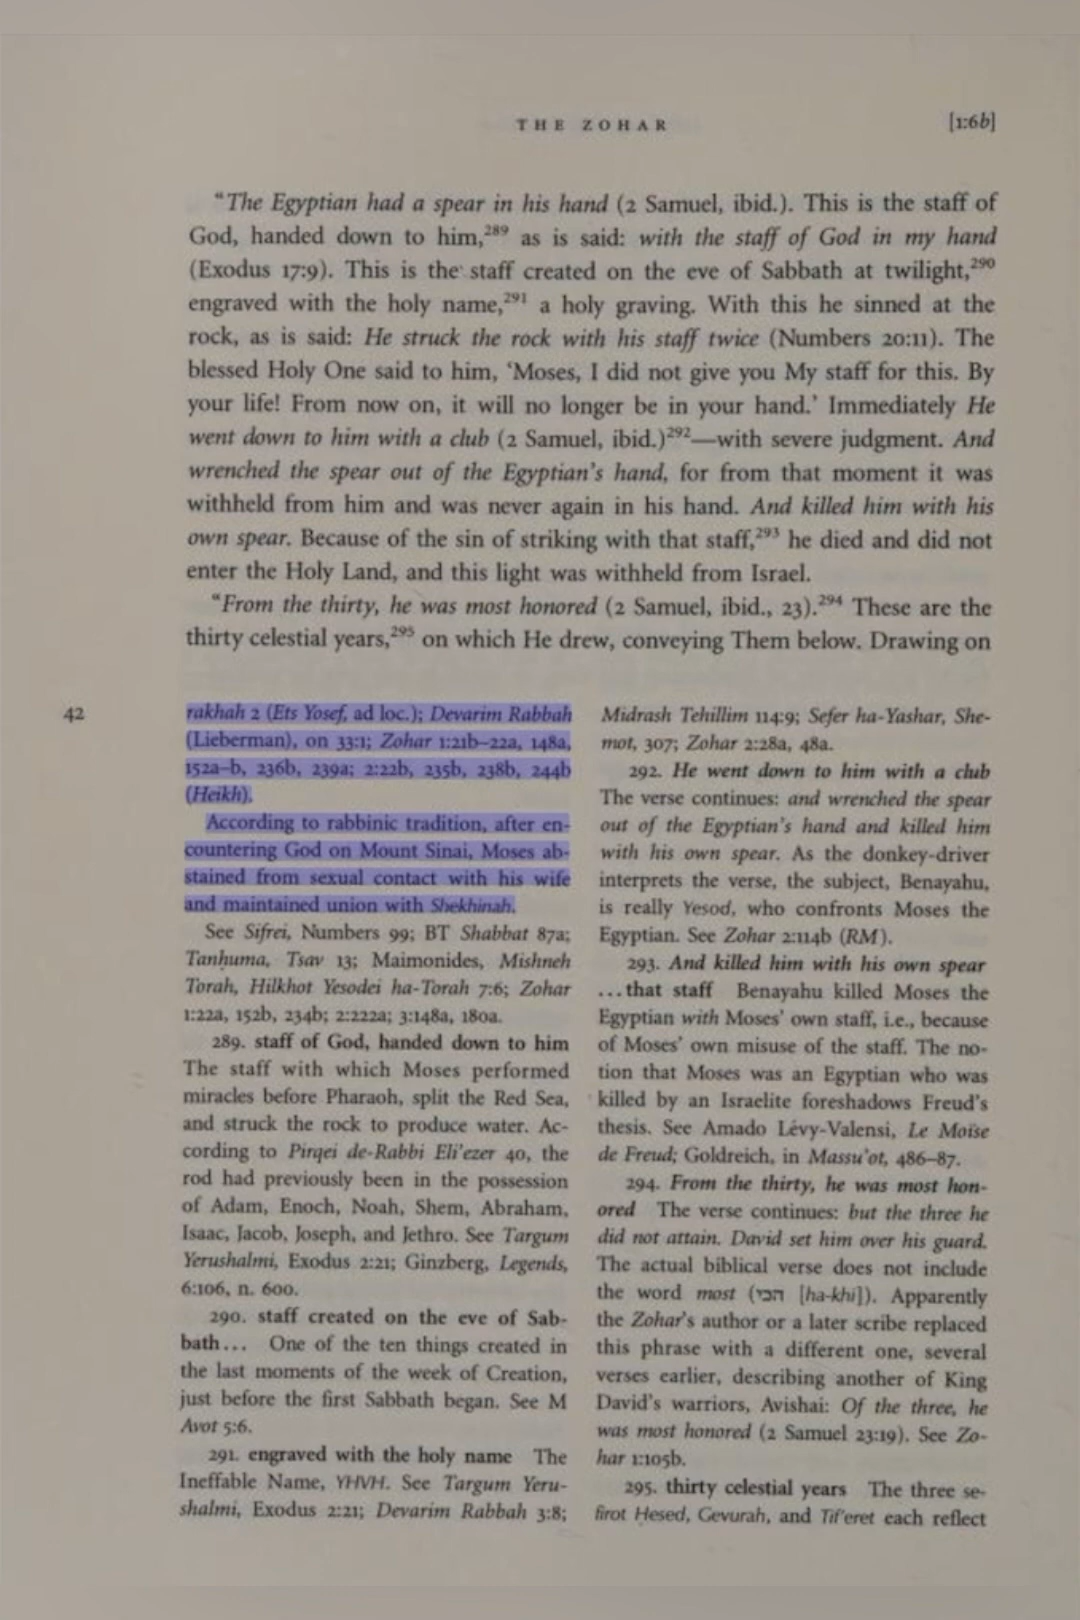 THE ZOHAR
[1:6b]
“The Egyptian had a spear in his hand (2 Samuel, ibid.). This is the staff of
God, handed down to him,289 as is said: with the staff of God in my hand
(Exodus 17:9). This is the staff created on the eve of Sabbath at twilight,290
engraved with the holy name,291 a holy graving. With this he sinned at the
rock, as is said: He struck the rock with his staff twice (Numbers 20:11). The
blessed Holy One said to him, ‘Moses, I did not give you My staff for this. By
your life! From now on, it will no longer be in your hand.’ Immediately He
went down to him with a club (2 Samuel, ibid.)292—with severe judgment. And
wrenched the spear out of the Egyptian’s hand, for from that moment it was
withheld from him and was never again in his hand. And killed him with his
own spear. Because of the sin of striking with that staff,293 he died and did not
enter the Holy Land, and this light was withheld from Israel.
“From the thirty, he was most honored (2 Samuel, ibid., 23).294 These are the
thirty celestial years,295 on which He drew, conveying Them below. Drawing on
42
rakhah 2 (Ets Yosef, ad loc.); Devarim Rabbah
(Lieberman), on 33:1; Zohar 1:21b–22a, 148a,
152a–b, 236b, 239a; 2:22b, 235b, 238b, 244b
(Heikh).
According to rabbinic tradition, after en-
countering God on Mount Sinai, Moses ab-
stained from sexual contact with his wife
and maintained union with Shekhinah.
See Sifrei, Numbers 99; BT Shabbat 87a;
Tanḥuma, Tsav 13; Maimonides, Mishneh
Torah, Hilkhot Yesodei ha-Torah 7:6; Zohar
1:22a, 152b, 234b; 2:222a; 3:148a, 180a.
289. staff of God, handed down to him
The staff with which Moses performed
miracles before Pharaoh, split the Red Sea,
and struck the rock to produce water. Ac-
cording to Pirqei de-Rabbi Eli’ezer 40, the
rod had previously been in the possession
of Adam, Enoch, Noah, Shem, Abraham,
Isaac, Jacob, Joseph, and Jethro. See Targum
Yerushalmi, Exodus 2:21; Ginzberg, Legends,
6:106, n. 600.
290. staff created on the eve of Sab-
bath... One of the ten things created in
the last moments of the week of Creation,
just before the first Sabbath began. See M
Avot 5:6.
291. engraved with the holy name The
Ineffable Name, YHVH. See Targum Yeru-
shalmi, Exodus 2:21; Devarim Rabbah 3:8;
Midrash Tehillim 114:9; Sefer ha-Yashar, She-
mot, 307; Zohar 2:28a, 48a.
292. He went down to him with a club
The verse continues: and wrenched the spear
out of the Egyptian’s hand and killed him
with his own spear. As the donkey-driver
interprets the verse, the subject, Benayahu,
is really Yesod, who confronts Moses the
Egyptian. See Zohar 2:114b (RM).
293. And killed him with his own spear
...that staff Benayahu killed Moses the
Egyptian with Moses’ own staff, i.e., because
of Moses’ own misuse of the staff. The no-
tion that Moses was an Egyptian who was
killed by an Israelite foreshadows Freud’s
thesis. See Amado Lévy-Valensi, Le Moïse
de Freud; Goldreich, in Massu’ot, 486–87.
294. From the thirty, he was most hon-
ored The verse continues: but the three he
did not attain. David set him over his guard.
The actual biblical verse does not include
the word most (הכי [ha-khi]). Apparently
the Zohar’s author or a later scribe replaced
this phrase with a different one, several
verses earlier, describing another of King
David’s warriors, Avishai: Of the three, he
was most honored (2 Samuel 23:19). See Zo-
har 1:105b.
295. thirty celestial years The three se-
firot Ḥesed, Gevurah, and Tif’eret each reflect